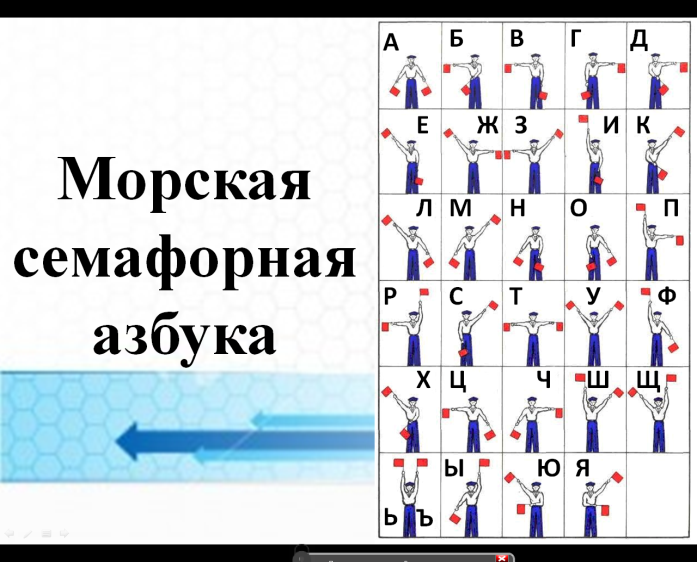 Морская
семафорная
азбука
А Б В Г Д
Е Ж З И К
Л М Н О П
Р С Т У Ф
Х Ц Ч Ш Щ
Ь Ъ Ы Ю Я